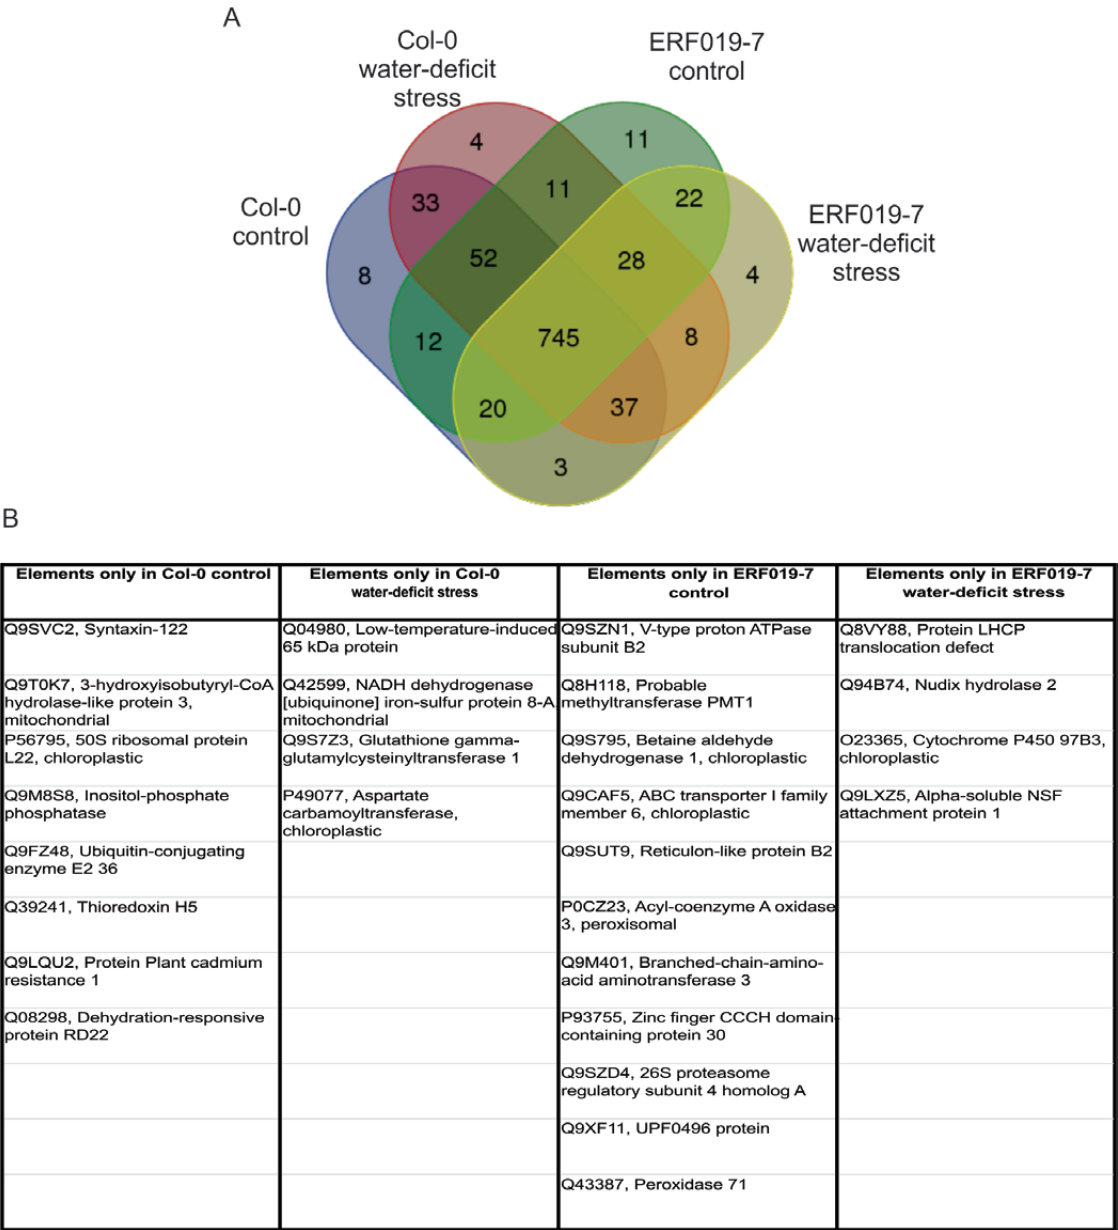 A
Col-0
water-deficit
stress
ERF019-7
control
Col-0
control
ERF019-7
water-deficit
stress
4
11
33
11
22
8
52
28
4
12
745
8
20
37
3
B
Elements only in Col-0 control
Elements only in Col-0
water-deficit stress
Elements only in ERF019-7
control
Elements only in ERF019-7
water-deficit stress
Q9SVC2, Syntaxin-122
Q04980, Low-temperature-induced
65 kDa protein
Q9SZN1, V-type proton ATPase
subunit B2
Q8VY88, Protein LHCP
translocation defect
Q9T0K7, 3-hydroxyisobutyryl-CoA
hydrolase-like protein 3,
mitochondrial
Q42599, NADH dehydrogenase
[ubiquinone] iron-sulfur protein 8-A
mitochondrial
Q8H118, Probable
methyltransferase PMT1
Q94B74, Nudix hydrolase 2
P56795, 50S ribosomal protein
L22, chloroplastic
Q9S7Z3, Glutathione gamma-
glutamylcysteinyltransferase 1
Q9S795, Betaine aldehyde
dehydrogenase 1, chloroplastic
O23365, Cytochrome P450 97B3,
chloroplastic
Q9M8S8, Inositol-phosphate
phosphatase
P49077, Aspartate
carbamoyltransferase,
chloroplastic
Q9CAF5, ABC transporter I family
member 6, chloroplastic
Q9LXZ5, Alpha-soluble NSF
attachment protein 1
Q9FZ48, Ubiquitin-conjugating
enzyme E2 36
Q9SUT9, Reticulon-like protein B2
Q39241, Thioredoxin H5
P0CZ23, Acyl-coenzyme A oxidase
3, peroxisomal
Q9LQU2, Protein Plant cadmium
resistance 1
Q9M401, Branched-chain-amino-
acid aminotransferase 3
Q08298, Dehydration-responsive
protein RD22
P93755, Zinc finger CCCH domain-
containing protein 30
Q9SZD4, 26S proteasome
regulatory subunit 4 homolog A
Q9XF11, UPF0496 protein
Q43387, Peroxidase 71